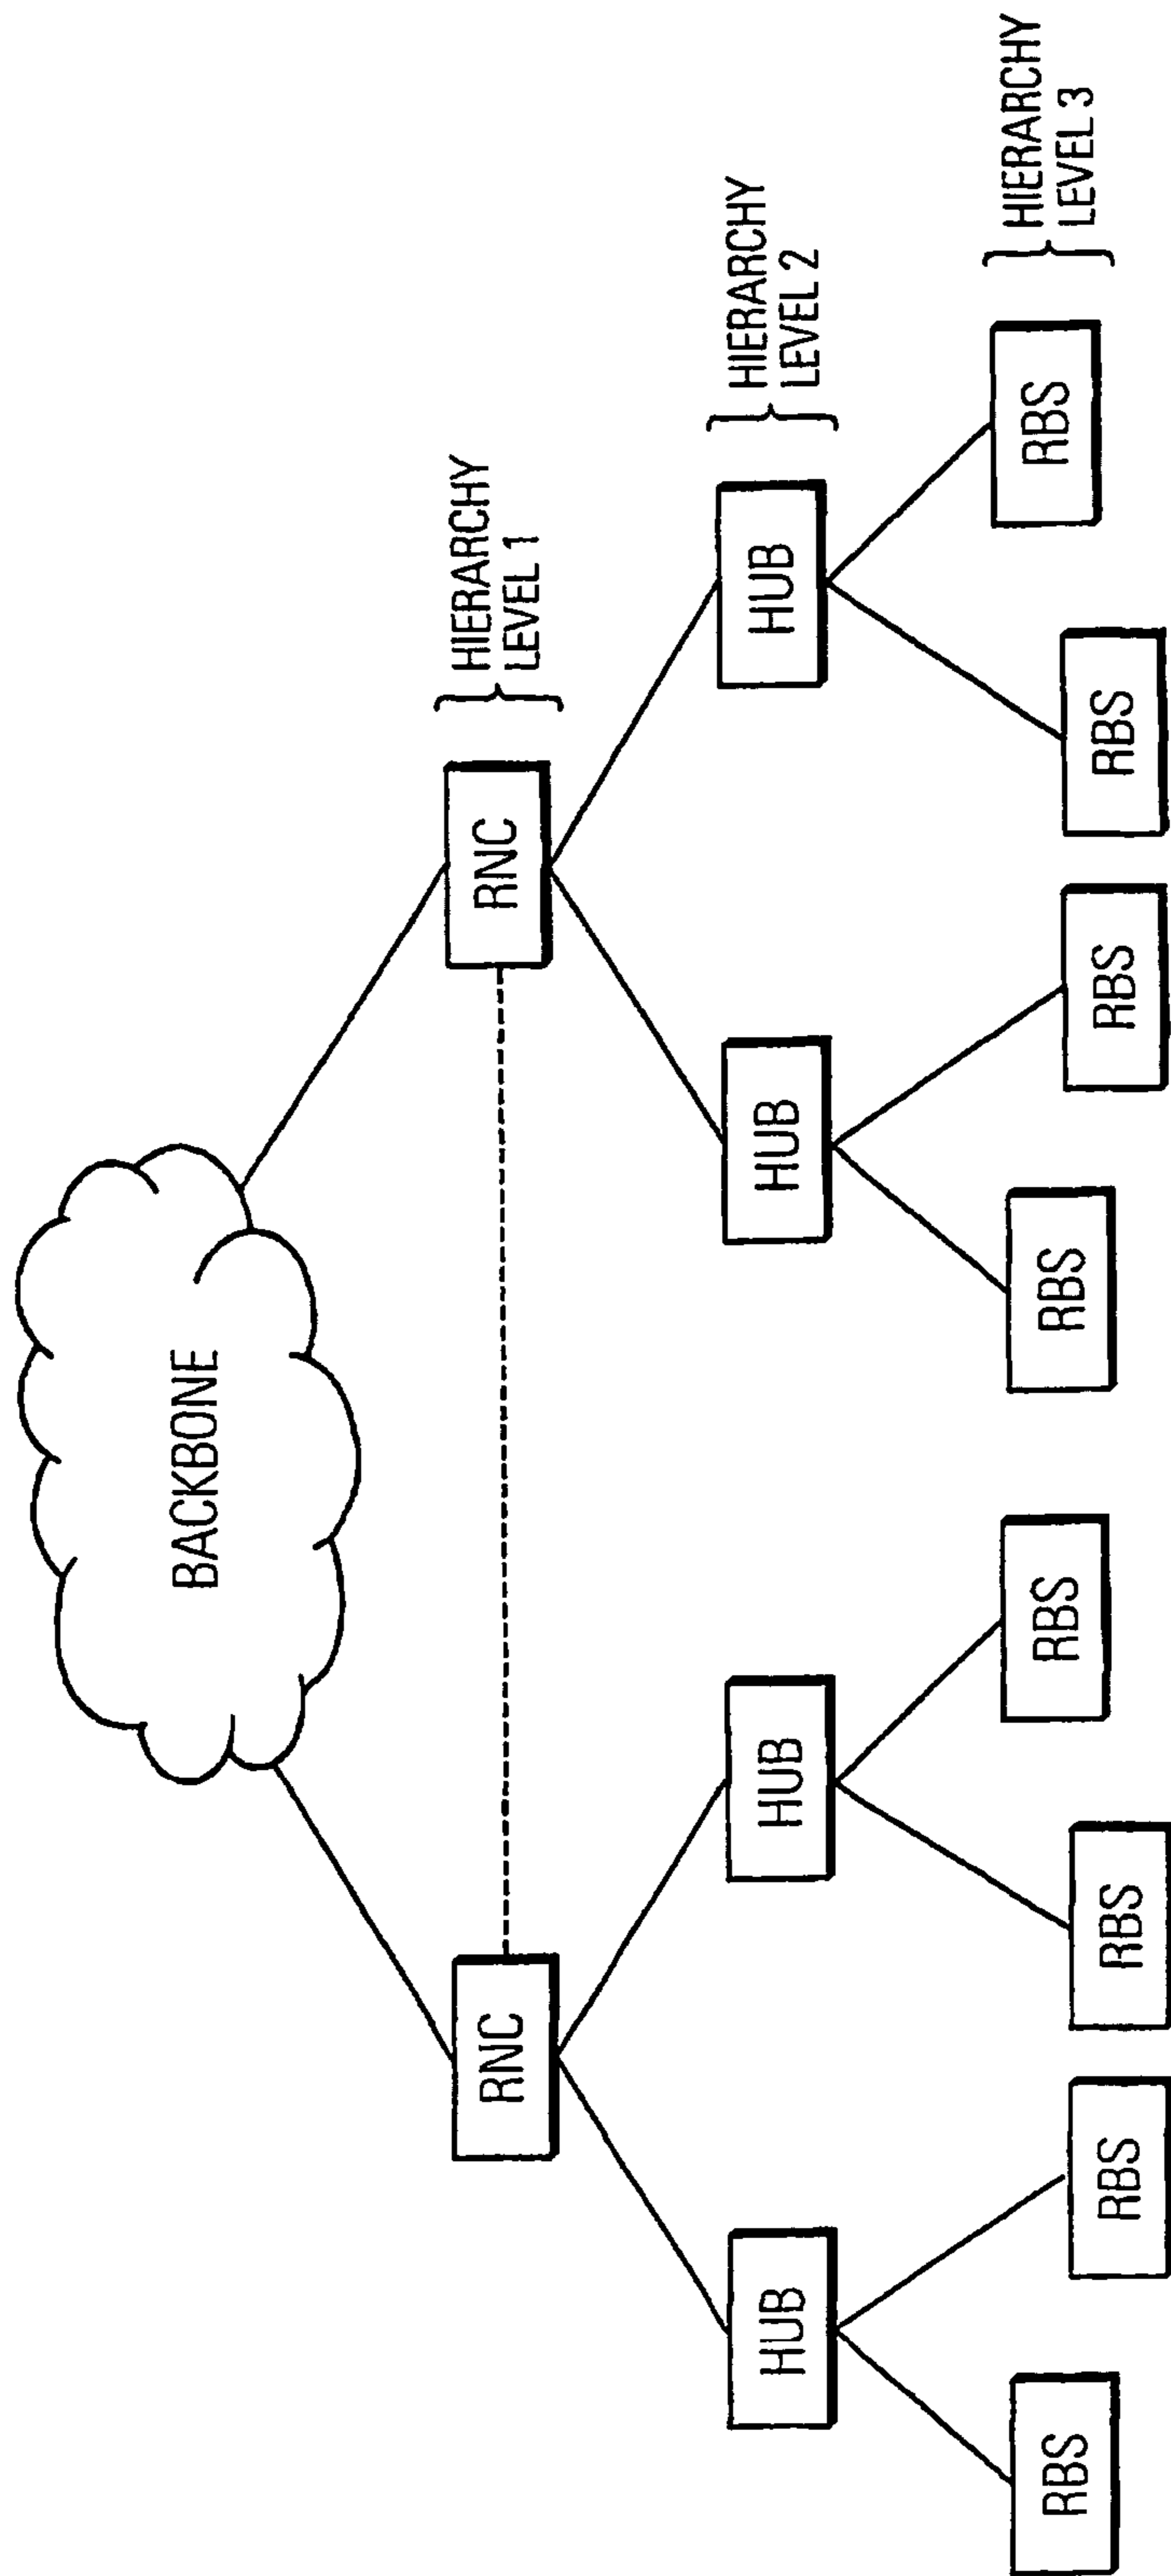 BACKBONE
RNC
RNC
HIERARCHY
LEVEL 1
HUB
HUB
HUB
HUB
HIERARCHY
LEVEL 2
RBS
RBS
RBS
RBS
RBS
RBS
RBS
RBS
HIERARCHY
LEVEL 3